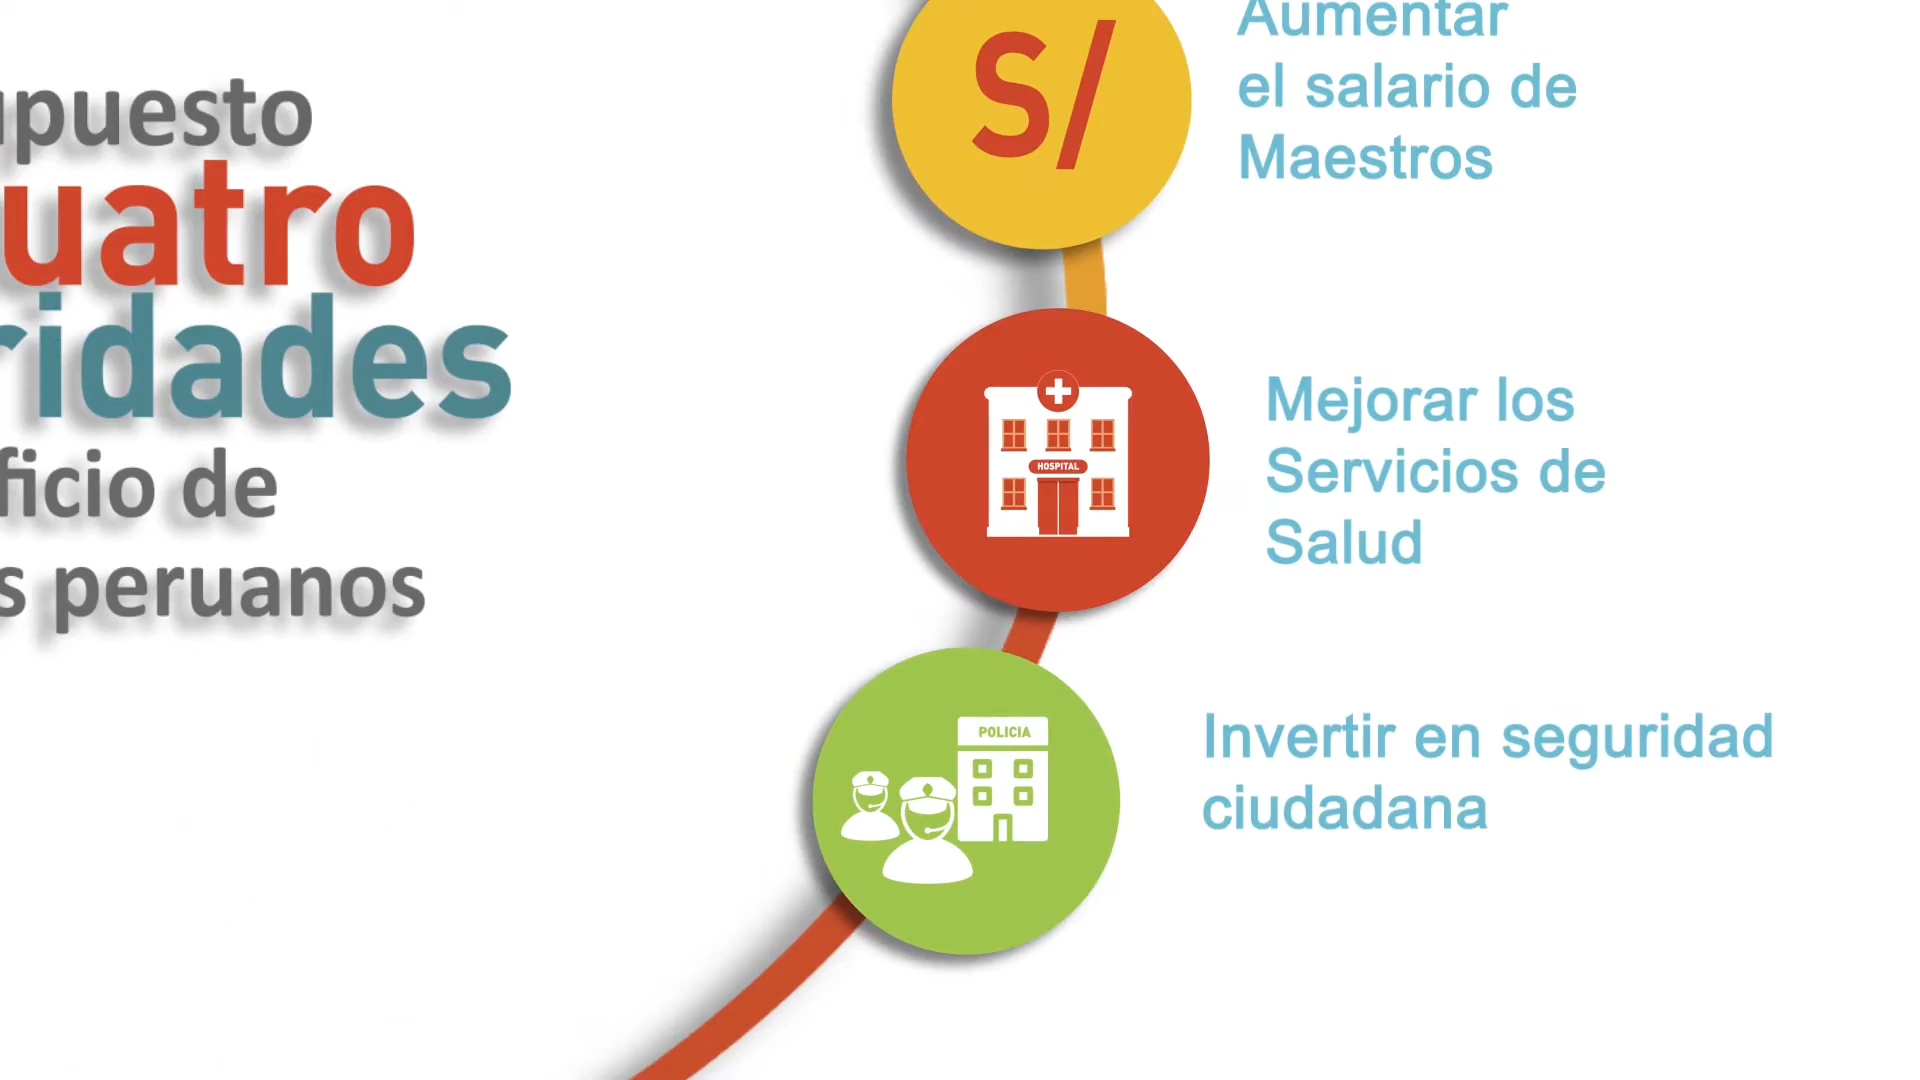 upuesto
uatro
ridades
ficio de
s peruanos
S/
Aumentar
el salario de
Maestros
HOSPITAL
Mejorar los
Servicios de
Salud
POLICIA
Invertir en seguridad
ciudadana